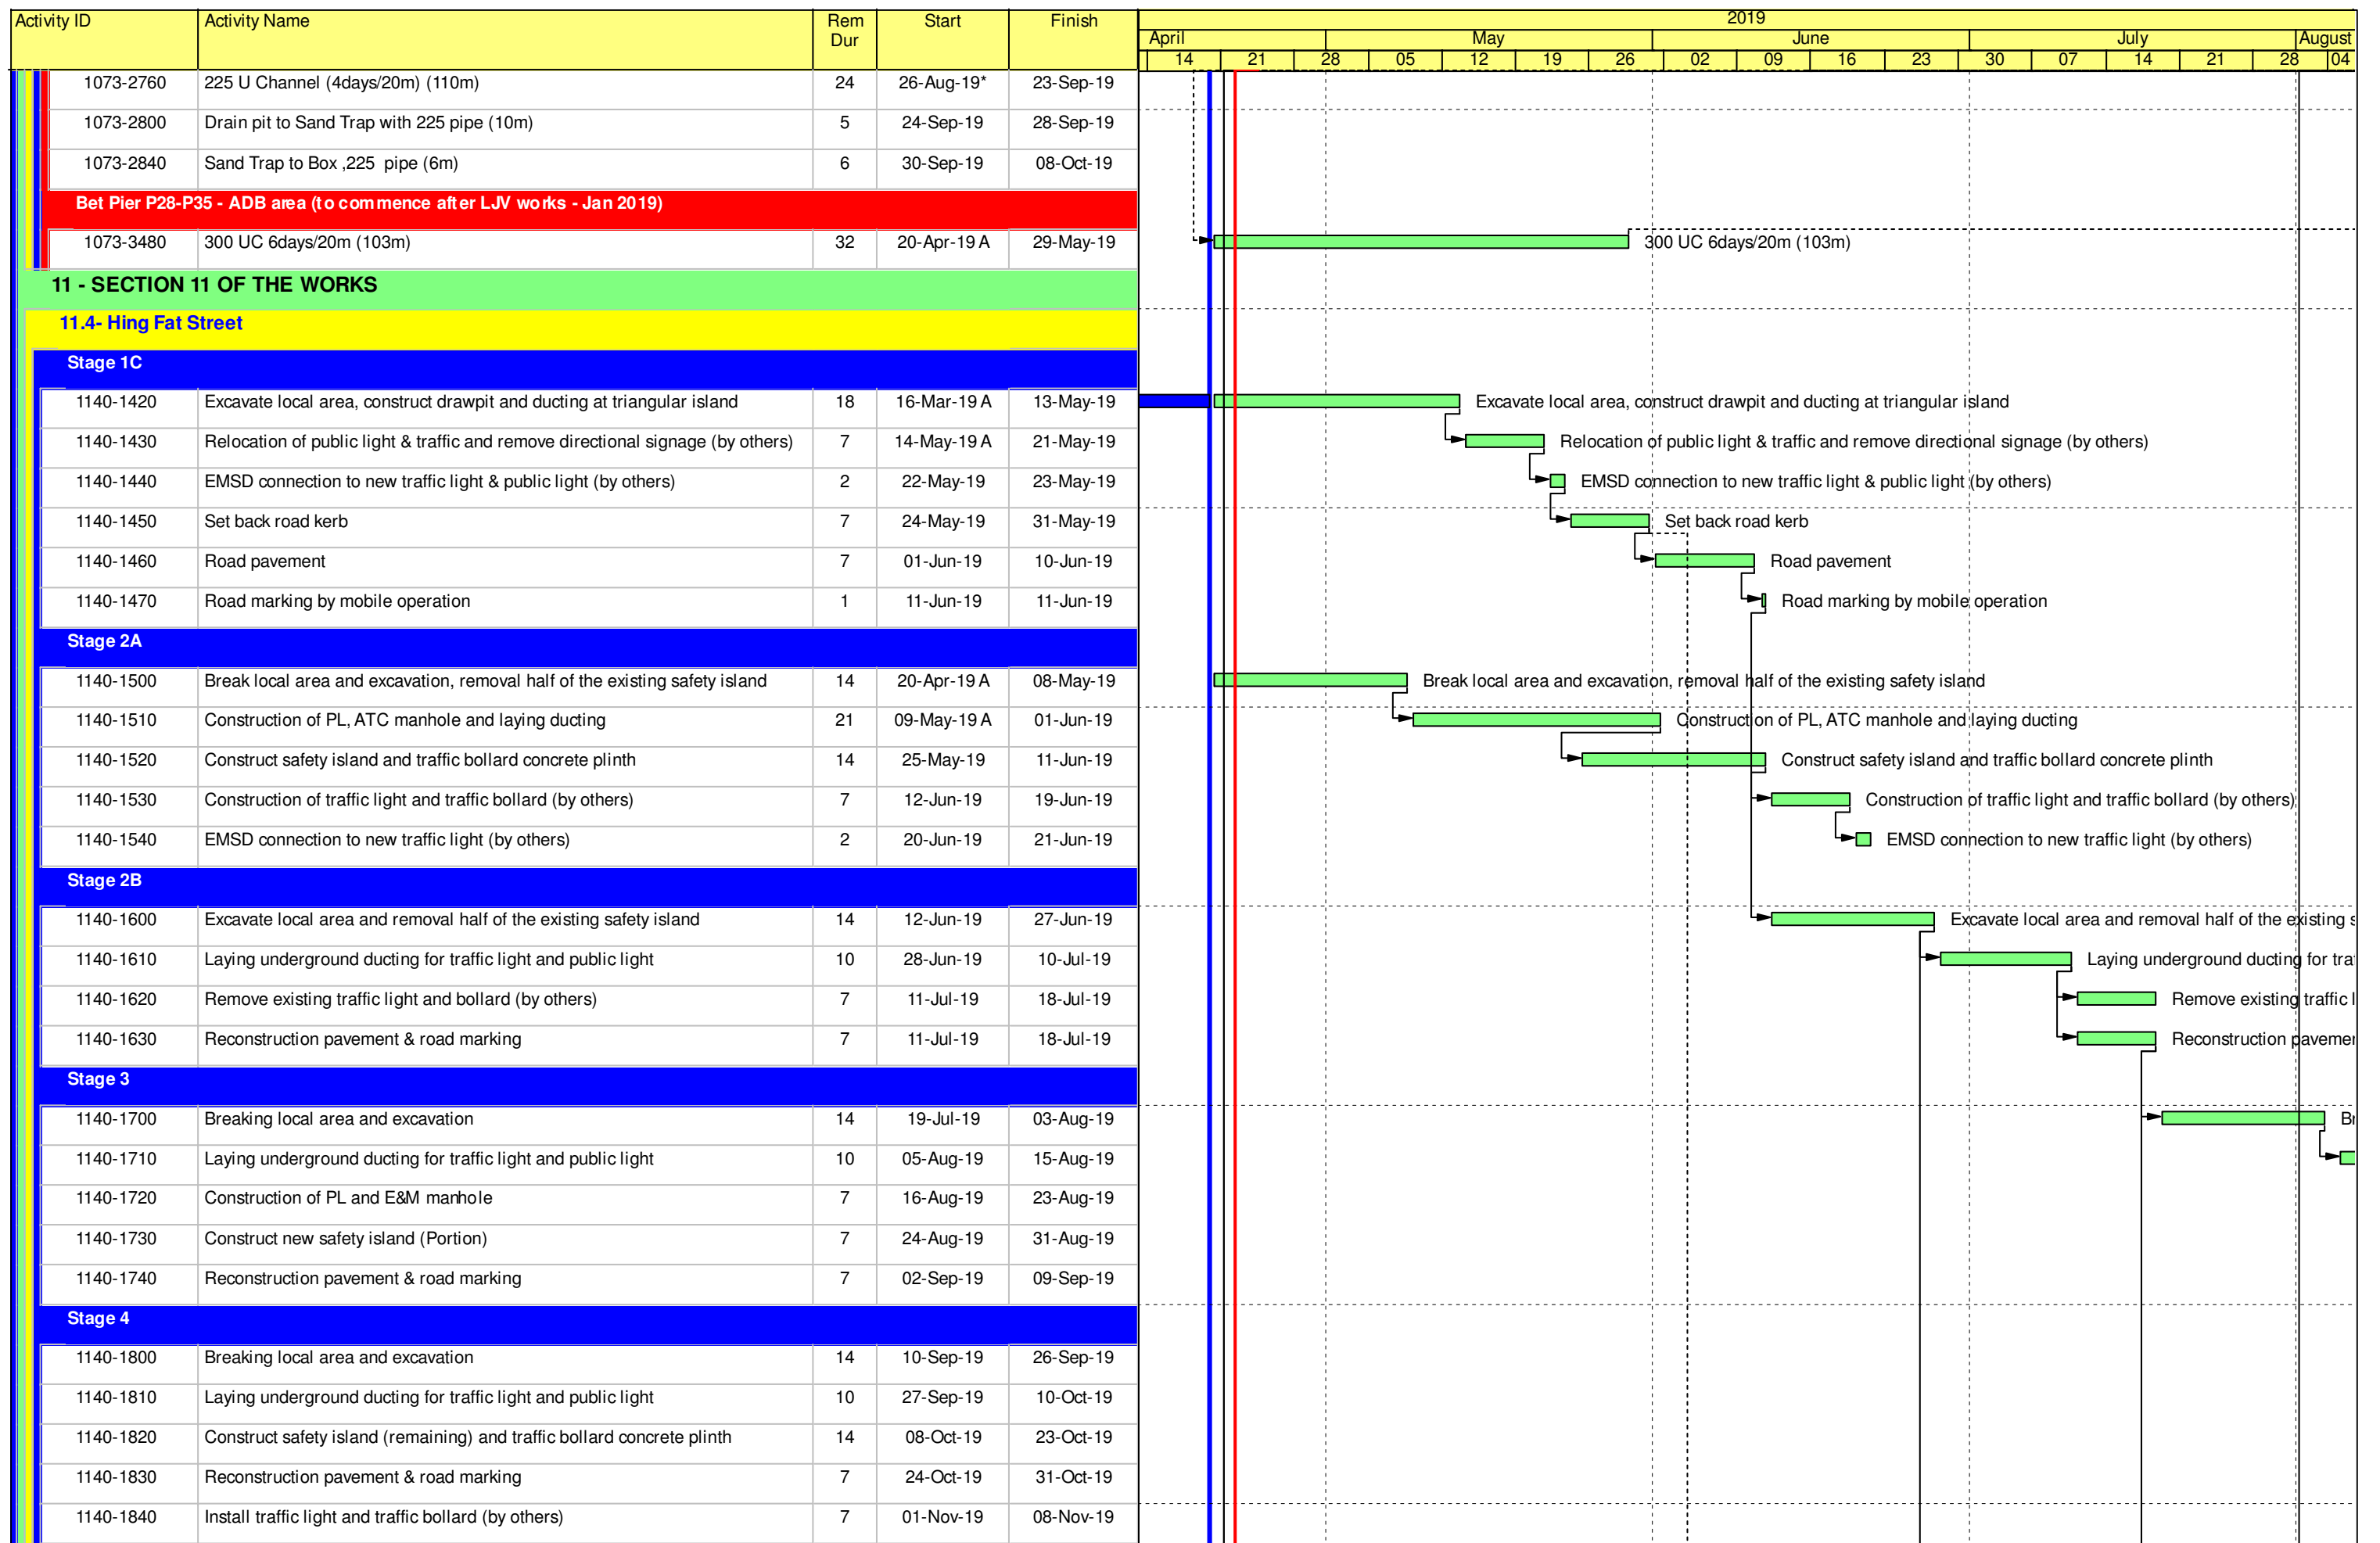 Activity ID Activity Name Rem Dur Start Finish 2019
April May June July August
14 21 28 05 12 19 26 02 09 16 23 30 07 14 21 28 04
1073-2760 225 U Channel (4days/20m) (110m) 24 26-Aug-19* 23-Sep-19
1073-2800 Drain pit to Sand Trap with 225 pipe (10m) 5 24-Sep-19 28-Sep-19
1073-2840 Sand Trap to Box ,225 pipe (6m) 6 30-Sep-19 08-Oct-19
Bet Pier P28-P35 - ADB area (to commence after LJV works - Jan 2019)
1073-3480 300 UC 6days/20m (103m) 32 20-Apr-19 A 29-May-19 300 UC 6days/20m (103m)
11 - SECTION 11 OF THE WORKS
11.4- Hing Fat Street
Stage 1C
1140-1420 Excavate local area, construct drawpit and ducting at triangular island 18 16-Mar-19 A 13-May-19 Excavate local area, construct drawpit and ducting at triangular island
1140-1430 Relocation of public light & traffic and remove directional signage (by others) 7 14-May-19 A 21-May-19 Relocation of public light & traffic and remove directional signage (by others)
1140-1440 EMSD connection to new traffic light & public light (by others) 2 22-May-19 23-May-19 EMSD connection to new traffic light & public light (by others)
1140-1450 Set back road kerb 7 24-May-19 31-May-19 Set back road kerb
1140-1460 Road pavement 7 01-Jun-19 10-Jun-19 Road pavement
1140-1470 Road marking by mobile operation 1 11-Jun-19 11-Jun-19 Road marking by mobile operation
Stage 2A
1140-1500 Break local area and excavation, removal half of the existing safety island 14 20-Apr-19 A 08-May-19 Break local area and excavation, removal half of the existing safety island
1140-1510 Construction of PL, ATC manhole and laying ducting 21 09-May-19 A 01-Jun-19 Construction of PL, ATC manhole and laying ducting
1140-1520 Construct safety island and traffic bollard concrete plinth 14 25-May-19 11-Jun-19 Construct safety island and traffic bollard concrete plinth
1140-1530 Construction of traffic light and traffic bollard (by others) 7 12-Jun-19 19-Jun-19 Construction of traffic light and traffic bollard (by others)
1140-1540 EMSD connection to new traffic light (by others) 2 20-Jun-19 21-Jun-19 EMSD connection to new traffic light (by others)
Stage 2B
1140-1600 Excavate local area and removal half of the existing safety island 14 12-Jun-19 27-Jun-19 Excavate local area and removal half of the existing s
1140-1610 Laying underground ducting for traffic light and public light 10 28-Jun-19 10-Jul-19 Laying underground ducting for tra
1140-1620 Remove existing traffic light and bollard (by others) 7 11-Jul-19 18-Jul-19 Remove existing traffic l
1140-1630 Reconstruction pavement & road marking 7 11-Jul-19 18-Jul-19 Reconstruction pavemer
Stage 3
1140-1700 Breaking local area and excavation 14 19-Jul-19 03-Aug-19 Br
1140-1710 Laying underground ducting for traffic light and public light 10 05-Aug-19 15-Aug-19
1140-1720 Construction of PL and E&M manhole 7 16-Aug-19 23-Aug-19
1140-1730 Construct new safety island (Portion) 7 24-Aug-19 31-Aug-19
1140-1740 Reconstruction pavement & road marking 7 02-Sep-19 09-Sep-19
Stage 4
1140-1800 Breaking local area and excavation 14 10-Sep-19 26-Sep-19
1140-1810 Laying underground ducting for traffic light and public light 10 27-Sep-19 10-Oct-19
1140-1820 Construct safety island (remaining) and traffic bollard concrete plinth 14 08-Oct-19 23-Oct-19
1140-1830 Reconstruction pavement & road marking 7 24-Oct-19 31-Oct-19
1140-1840 Install traffic light and traffic bollard (by others) 7 01-Nov-19 08-Nov-19